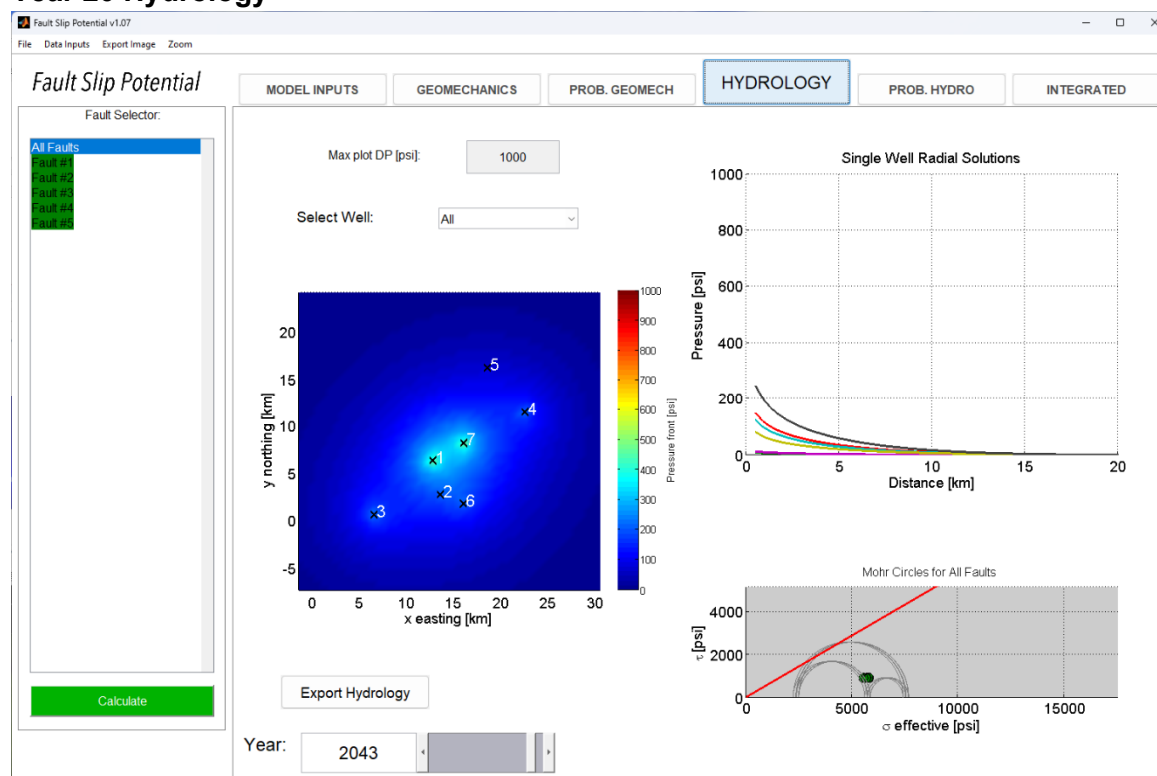 Year 20 Hydrology
Fault Slip Potential v1.07
File Data Inputs Export Image Zoom
Fault Slip Potential
MODEL INPUTS GEOMECHANICS PROB. GEOMECH HYDROLOGY PROB. HYDRO INTEGRATED
Fault Selector:
All Faults
Fault #1
Fault #2
Fault #3
Fault #4
Fault #5
Calculate
Max plot DP [psi]: 1000
Select Well: All
20
15
10
5
0
-5
y northing [km]
0 5 10 15 20 25 30
x easting [km]
5
4
7
1
2
6
3
1000
900
800
700
600
500
400
300
200
100
0
Pressure front [psi]
Export Hydrology
Year: 2043
Single Well Radial Solutions
1000
800
600
400
200
0
Pressure [psi]
0 5 10 15 20
Distance [km]
Mohr Circles for All Faults
4000
2000
0
τ [psi]
0 5000 10000 15000
σ effective [psi]